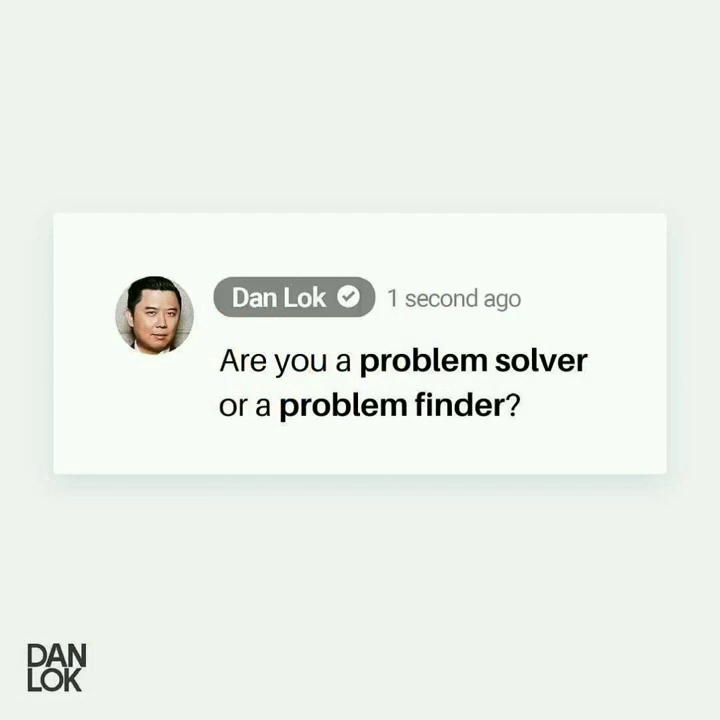 Dan Lok 1 second ago
Are you a problem solver
or a problem finder?
DAN
LOK